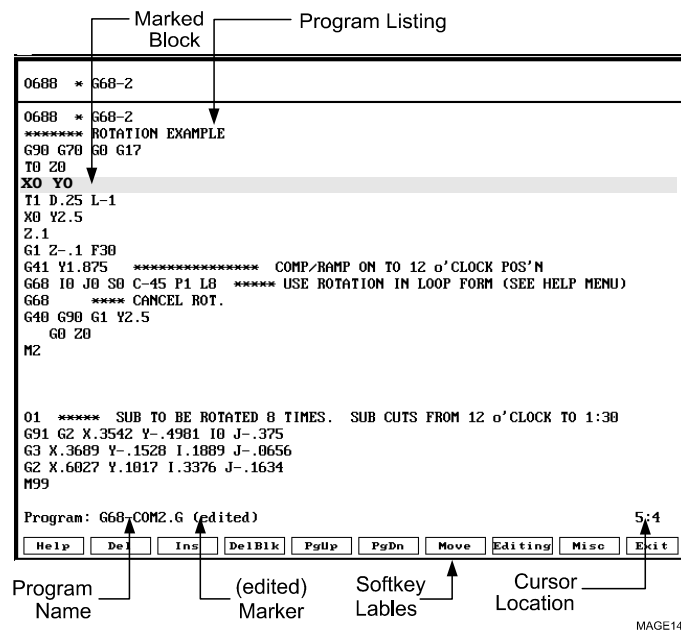 Marked Block
Program Listing
O688 * G68-2
O688 * G68-2
******* ROTATION EXAMPLE
G90 G70 G0 G17
T0 Z0
X0 Y0
T1 D.25 L-1
X0 Y2.5
Z.1
G1 Z-.1 F30
G41 Y1.875 *************** COMP/RAMP ON TO 12 o'CLOCK POS'N
G68 I0 J0 S0 C-45 P1 L8 ***** USE ROTATION IN LOOP FORM (SEE HELP MENU)
G68 **** CANCEL ROT.
G40 G90 G1 Y2.5
G0 Z0
M2
O1 ***** SUB TO BE ROTATED 8 TIMES. SUB CUTS FROM 12 o'CLOCK TO 1:30
G91 G2 X.3542 Y-.4981 I0 J-.375
G3 X.3689 Y-.1528 I.1889 J-.0656
G2 X.6027 Y.1017 I.3376 J-.1634
M99
Program: G68-COM2.G (edited) 5:4
Help Del Ins DelBlk PgUp PgDn Move Editing Misc Exit
Program Name
(edited) Marker
Softkey Lables
Cursor Location
MAGE14